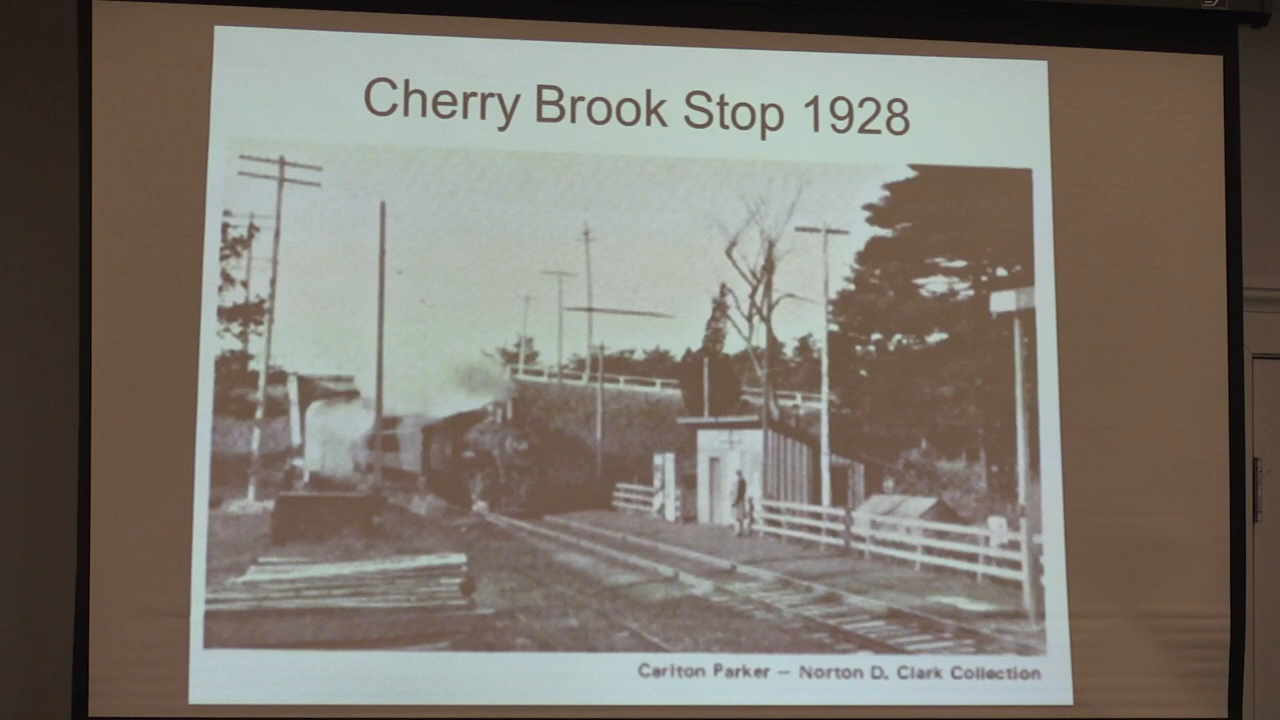 Cherry Brook Stop 1928
Carlton Parker — Norton D. Clark Collection